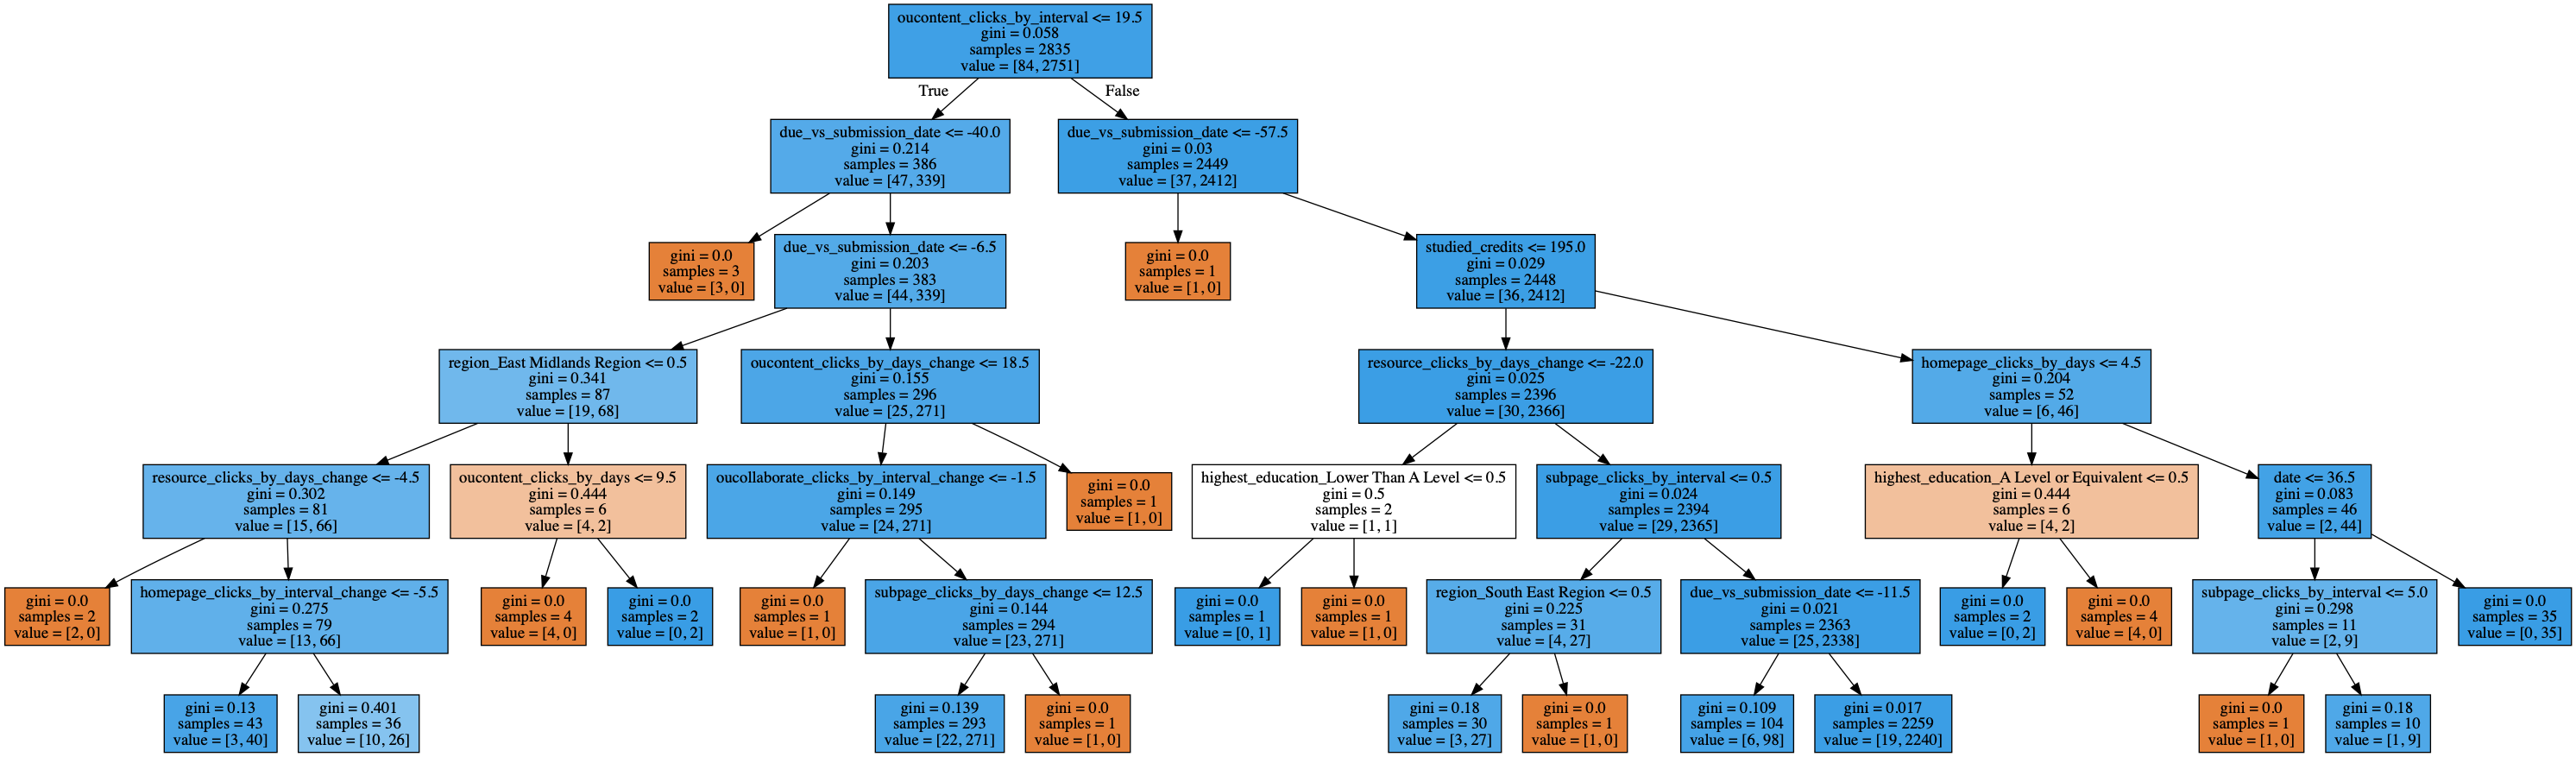 oucontent_clicks_by_interval <= 19.5
gini = 0.058
samples = 2835
value = [84, 2751]
True
False
due_vs_submission_date <= -40.0
gini = 0.214
samples = 386
value = [47, 339]
due_vs_submission_date <= -57.5
gini = 0.03
samples = 2449
value = [37, 2412]
gini = 0.0
samples = 3
value = [3, 0]
due_vs_submission_date <= -6.5
gini = 0.203
samples = 383
value = [44, 339]
gini = 0.0
samples = 1
value = [1, 0]
studied_credits <= 195.0
gini = 0.029
samples = 2448
value = [36, 2412]
region_East Midlands Region <= 0.5
gini = 0.341
samples = 87
value = [19, 68]
oucontent_clicks_by_days_change <= 18.5
gini = 0.155
samples = 296
value = [25, 271]
resource_clicks_by_days_change <= -22.0
gini = 0.025
samples = 2396
value = [30, 2366]
homepage_clicks_by_days <= 4.5
gini = 0.204
samples = 52
value = [6, 46]
resource_clicks_by_days_change <= -4.5
gini = 0.302
samples = 81
value = [15, 66]
oucontent_clicks_by_days <= 9.5
gini = 0.444
samples = 6
value = [4, 2]
oucollaborate_clicks_by_interval_change <= -1.5
gini = 0.149
samples = 295
value = [24, 271]
gini = 0.0
samples = 1
value = [1, 0]
highest_education_Lower Than A Level <= 0.5
gini = 0.5
samples = 2
value = [1, 1]
subpage_clicks_by_interval <= 0.5
gini = 0.024
samples = 2394
value = [29, 2365]
highest_education_A Level or Equivalent <= 0.5
gini = 0.444
samples = 6
value = [4, 2]
date <= 36.5
gini = 0.083
samples = 46
value = [2, 44]
gini = 0.0
samples = 2
value = [2, 0]
homepage_clicks_by_interval_change <= -5.5
gini = 0.275
samples = 79
value = [13, 66]
gini = 0.0
samples = 4
value = [4, 0]
gini = 0.0
samples = 2
value = [0, 2]
gini = 0.0
samples = 1
value = [1, 0]
subpage_clicks_by_days_change <= 12.5
gini = 0.144
samples = 294
value = [23, 271]
gini = 0.0
samples = 1
value = [0, 1]
gini = 0.0
samples = 1
value = [1, 0]
region_South East Region <= 0.5
gini = 0.225
samples = 31
value = [4, 27]
due_vs_submission_date <= -11.5
gini = 0.021
samples = 2363
value = [25, 2338]
gini = 0.0
samples = 2
value = [0, 2]
gini = 0.0
samples = 4
value = [4, 0]
subpage_clicks_by_interval <= 5.0
gini = 0.298
samples = 11
value = [2, 9]
gini = 0.0
samples = 35
value = [0, 35]
gini = 0.13
samples = 43
value = [3, 40]
gini = 0.401
samples = 36
value = [10, 26]
gini = 0.139
samples = 293
value = [22, 271]
gini = 0.0
samples = 1
value = [1, 0]
gini = 0.18
samples = 30
value = [3, 27]
gini = 0.0
samples = 1
value = [1, 0]
gini = 0.109
samples = 104
value = [6, 98]
gini = 0.017
samples = 2259
value = [19, 2240]
gini = 0.0
samples = 1
value = [1, 0]
gini = 0.18
samples = 10
value = [1, 9]